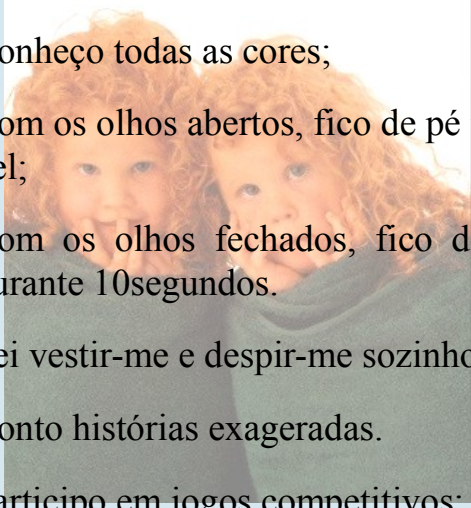 onheço todas as cores;
om os olhos abertos, fico de pé
el;
om os olhos fechados, fico d
urante 10segundos.
ei vestir-me e despir-me sozinho
onto histórias exageradas.
articipo em jogos competitivos;